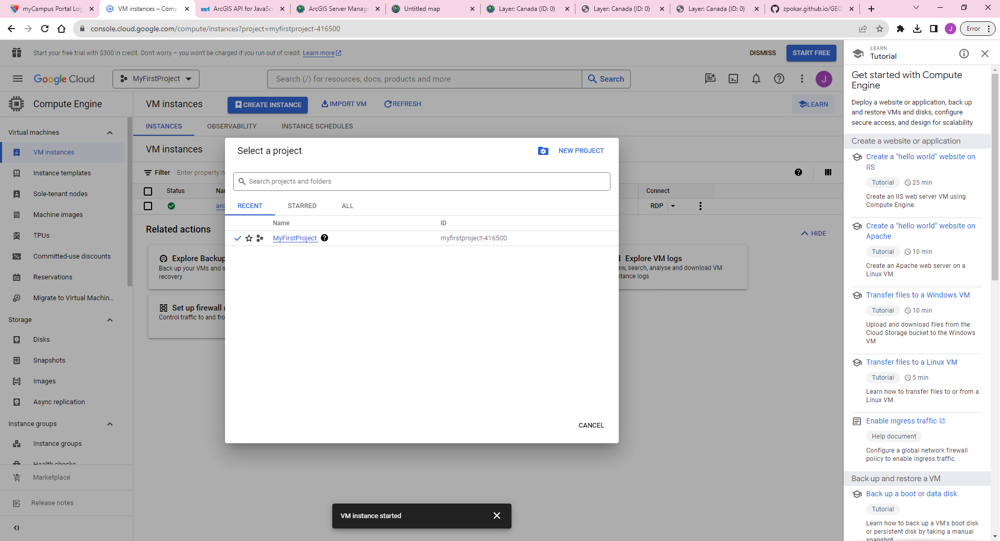 myCampus Portal Log
VM instances – Comp
esri ArcGIS API for JavaScr
ArcGIS Server Manage
Untitled map
Layer: Canada (ID: 0)
Layer: Canada (ID: 0)
Layer: Canada (ID: 0)
zpokar.github.io/GEO
console.cloud.google.com/compute/instances?project=myfirstproject-416500
J
Error
Start your free trial with $300 in credit. Don't worry – you won't be charged if you run out of credit. Learn more
DISMISS
START FREE
Google Cloud
MyFirstProject
Search (/) for resources, docs, products and more
Search
J
Compute Engine
VM instances
CREATE INSTANCE
IMPORT VM
REFRESH
LEARN
Virtual machines
VM instances
Instance templates
Sole-tenant nodes
Machine images
TPUs
Committed-use discounts
Reservations
Migrate to Virtual Machin...
Storage
Disks
Snapshots
Images
Async replication
Instance groups
Instance groups
Health checks
Marketplace
Release notes
INSTANCES
OBSERVABILITY
INSTANCE SCHEDULES
VM instances
Filter
Enter property n
Status
Nar
Connect
arc
RDP
Related actions
HIDE
Explore Backup
Back up your VMs and s
recovery
Explore VM logs
ew, search, analyse and download VM
stance logs
Set up firewall r
Control traffic to and fro
Select a project
NEW PROJECT
Search projects and folders
RECENT
STARRED
ALL
Name
ID
MyFirstProject
myfirstproject-416500
CANCEL
VM instance started
LEARN
Tutorial
Get started with Compute
Engine
Deploy a website or application, back up
and restore VMs and disks, configure
secure access, and design for scalability
Create a website or application
Create a "hello world" website on
IIS
Tutorial
25 min
Create an IIS web server VM using
Compute Engine.
Create a "hello world" website on
Apache
Tutorial
10 min
Create an Apache web server on a
Linux VM.
Transfer files to a Windows VM
Tutorial
10 min
Upload and download files from the
Cloud Storage bucket to the Windows
VM
Transfer files to a Linux VM
Tutorial
5 min
Learn how to transfer files to or from a
Linux VM.
Enable ingress traffic
Help document
Configure a global network firewall
policy to enable ingress traffic.
Back up and restore a VM
Back up a boot or data disk
Tutorial
Learn how to back up a VM's boot disk
or persistent disk by taking a manual
snapshot